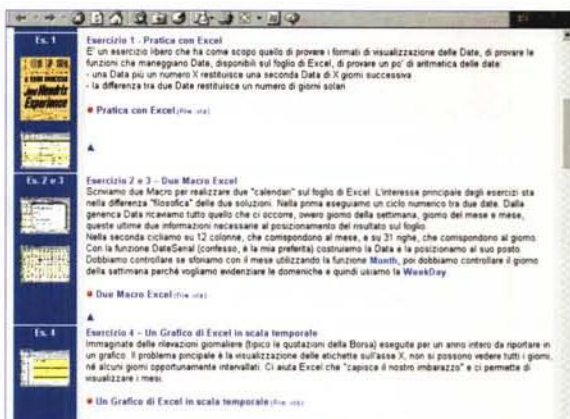 Es. 1
Esercizio 1 - Pratica con Excel
E' un esercizio libero che ha come scopo quello di provare i formati di visualizzazione delle Date, di provare le
funzioni che maneggiano Date, disponibili sul foglio di Excel, di provare un po' di aritmetica delle date:
- una Data più un numero X restituisce una seconda Data di X giorni successiva
- la differenza tra due Date restituisce un numero di giorni solari
Jimi Hendrix
Experience
Pratica con Excel
Es. 2 e 3
Esercizio 2 e 3 - Due Macro Excel
Scriviamo due Macro per realizzare due "calendari" sul foglio di Excel. L'interesse principale degli esercizi sta
nella differenza "filosofica" delle due soluzioni. Nella prima eseguiamo un ciclo numerico tra due date. Dalla
generica Data ricaviamo tutto quello che ci occorre, ovvero giorno della settimana, giorno del mese e mese,
queste ultime due informazioni necessarie al posizionamento del risultato sul foglio.
Nella seconda cicliamo su 12 colonne, che corrispondono al mese, e su 31 righe, che corrispondono al giorno.
Con la funzione DateSerial (confesso, è la mia preferita) costruiamo la Data e la posizioniamo al suo posto.
Dobbiamo controllare se sforiamo con il mese utilizzando la funzione Month, poi dobbiamo controllare il giorno
della settimana perché vogliamo evidenziare le domeniche e quindi usiamo la WeekDay.
Due Macro Excel
Es. 4
Esercizio 4 - Un Grafico di Excel in scala temporale
Immaginate delle rilevazioni giornaliere (tipico le quotazioni della Borsa) eseguite per un anno intero da riportare in
un grafico. Il problema pincipale è la visualizzazione delle etichette sull'asse X, non si possono vedere tutti i giorni,
né alcuni giorni opportunamente intervallati. Ci aiuta Excel che "capisce il nostro imbarazzo" e ci permette di
visualizzare i mesi.
Un Grafico di Excel in scala temporale